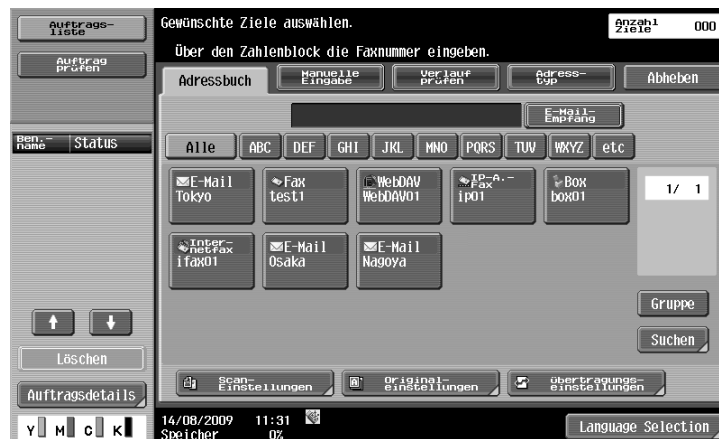 Auftrags-
liste
Auftrag
prüfen
Ben.-
name
Status
Löschen
Auftragsdetails
Y M C K
Gewünschte Ziele auswählen.
Über den Zahlenblock die Faxnummer eingeben.
Anzahl
Ziele
000
Adressbuch
Manuelle
Eingabe
Verlauf
prüfen
Adress-
typ
Abheben
E-Mail-
Empfang
Alle ABC DEF GHI JKL MNO PQRS TUV WXYZ etc
E-Mail
Tokyo
Fax
test1
WebDAV
WebDAV01
IP-A.-
Fax
ip01
Box
box01
1/ 1
Inter-
netfax
ifax01
E-Mail
Osaka
E-Mail
Nagoya
Gruppe
Suchen
Scan-
Einstellungen
Original-
einstellungen
übertragungs-
einstellungen
14/08/2009 11:31
Speicher 0%
Language Selection